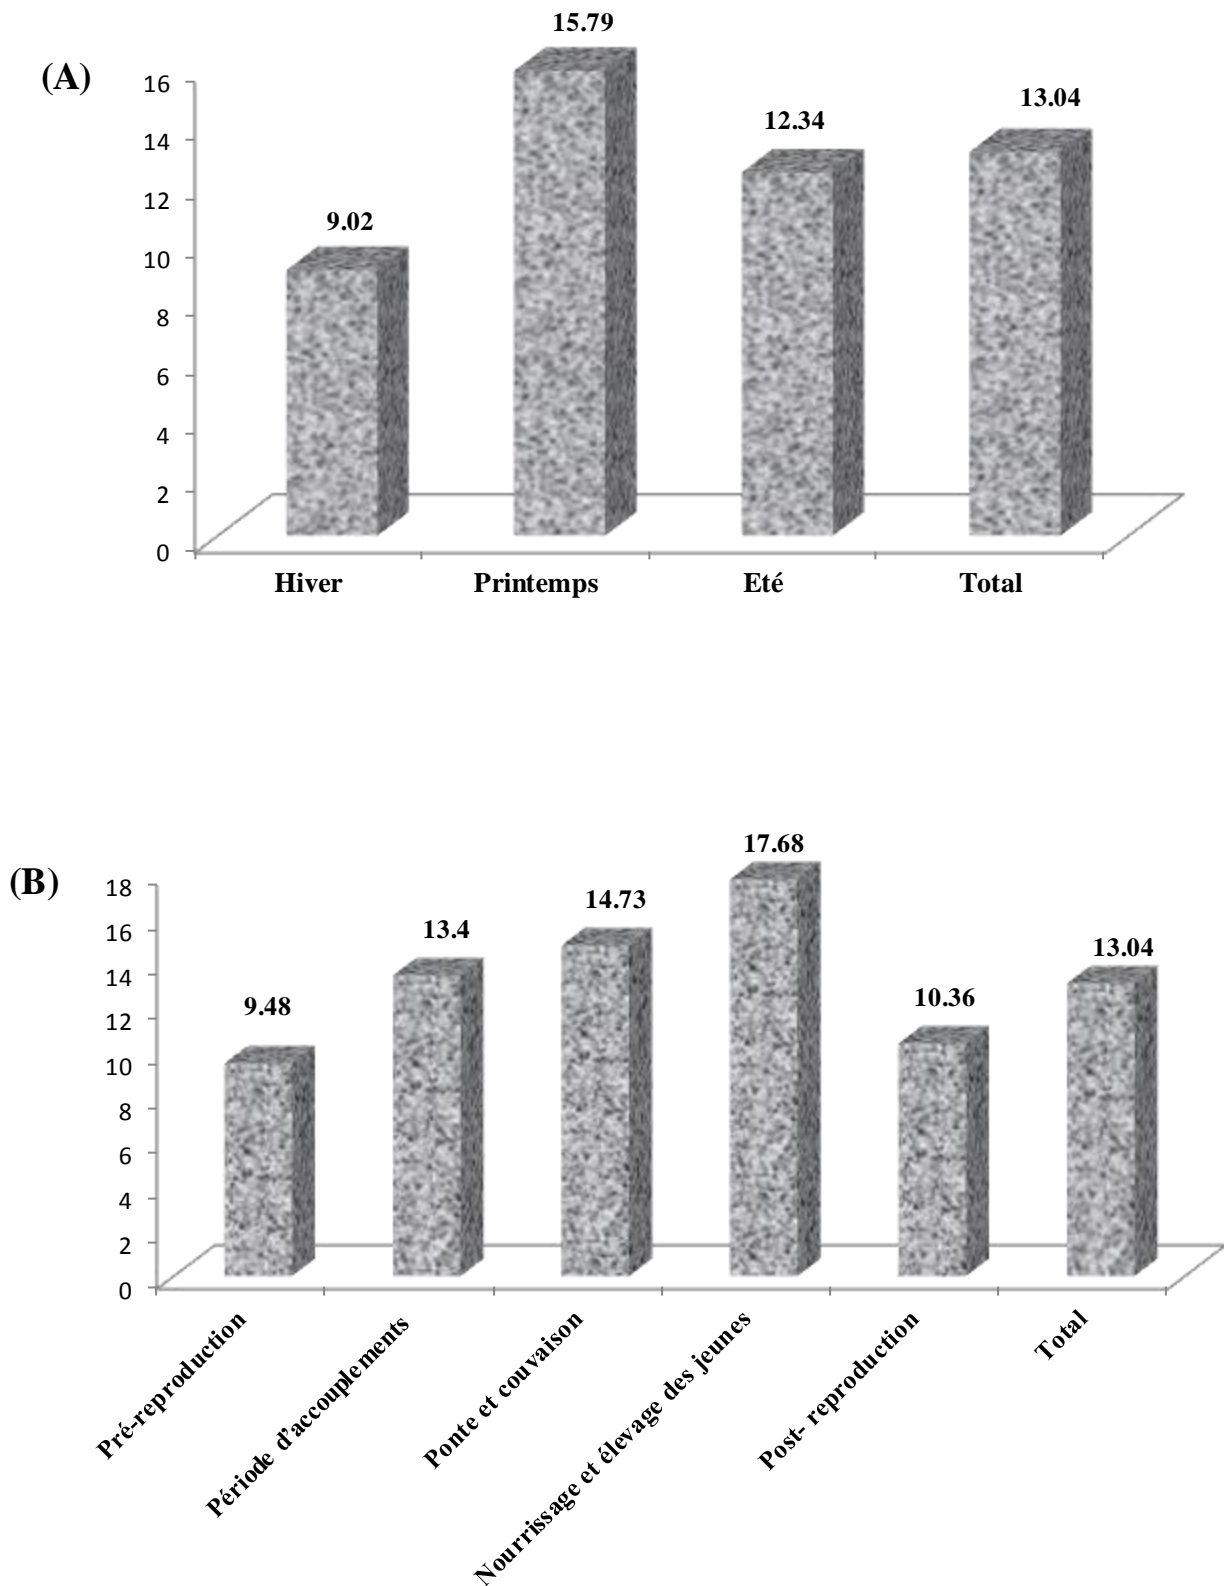 (A)
15.79
13.04
12.34
9.02
16
14
12
10
8
6
4
2
0
Hiver
Printemps
Eté
Total
(B)
17.68
14.73
13.4
13.04
10.36
9.48
18
16
14
12
10
8
6
4
2
0
Pré-reproduction
Période d'accouplements
Ponte et couvaison
Nourrissage et élevage des jeunes
Post- reproduction
Total